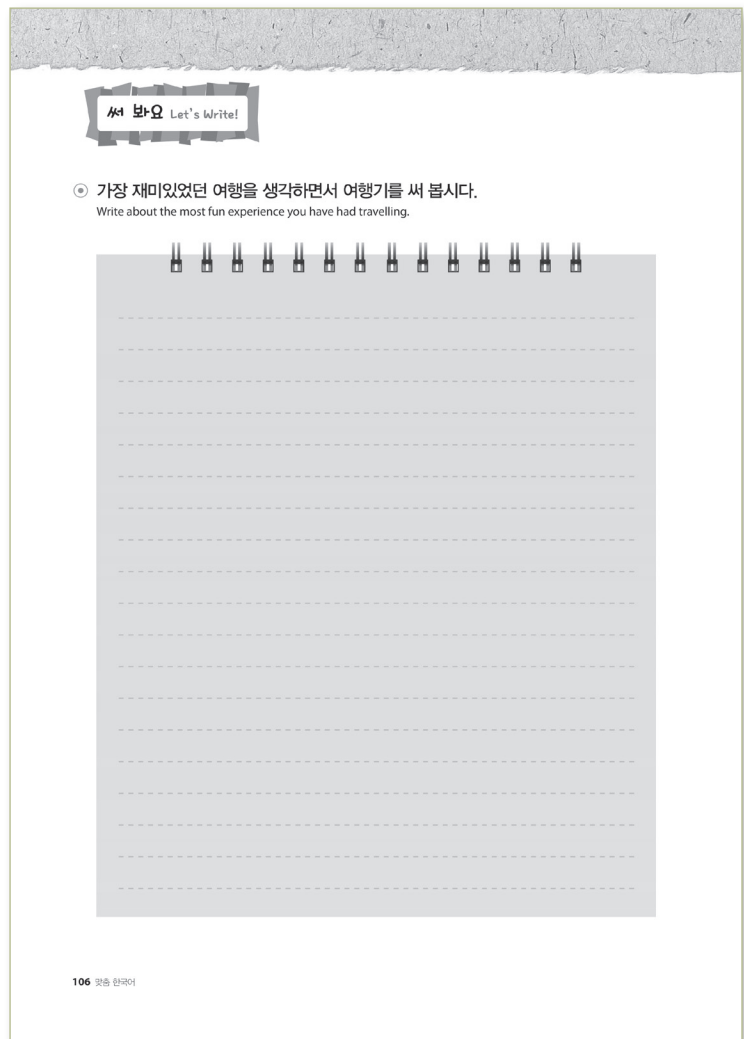 써 봐요 Let's Write!
가장 재미있었던 여행을 생각하면서 여행기를 써 봅시다.
Write about the most fun experience you have had travelling.
106 맞춤 한국어